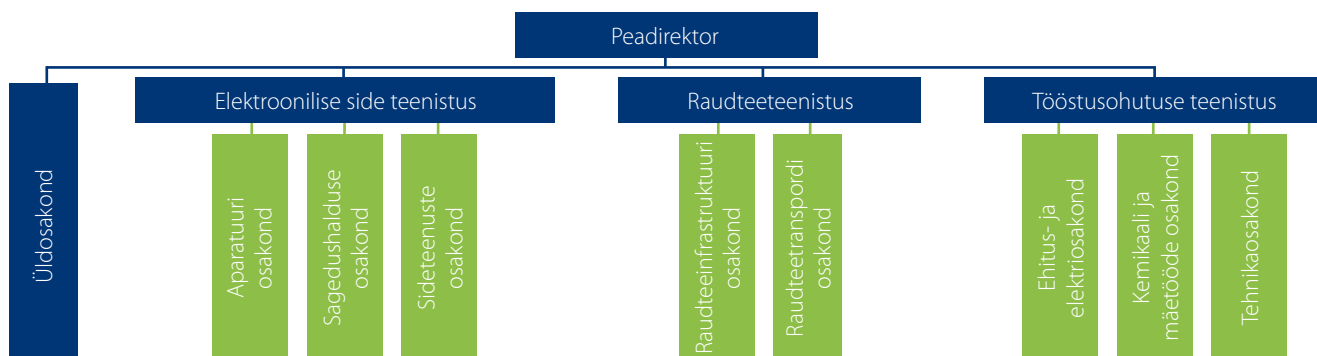 Peadirektor
Üldosakond
Elektroonilise side teenistus
Aparatuuri
osakond
Sagedushalduse
osakond
Sideteenuste
osakond
Raudteeteenistus
Raudteeinfrastruktuuri
osakond
Raudteetranspordi
osakond
Tööstusohutuse teenistus
Ehitus- ja
elektriosakond
Kemikaali ja
mäetööde osakond
Tehnikaosakond